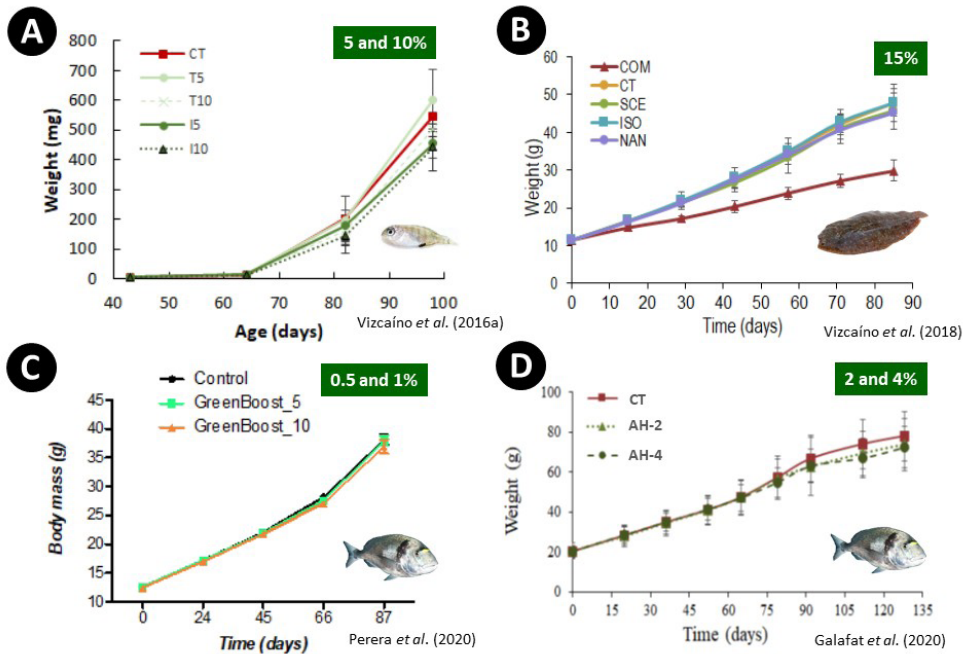 A
5 and 10%
Weight (mg)
800
700
600
500
400
300
200
100
0
CT
T5
T10
I5
I10
40 50 60 70 80 90 100
Age (days)
Vizcaíno et al. (2016a)
B
15%
Weight (g)
60
50
40
30
20
10
0
COM
CT
SCE
ISO
NAN
0 10 20 30 40 50 60 70 80 90
Time (days)
Vizcaíno et al. (2018)
C
0.5 and 1%
Control
GreenBoost_5
GreenBoost_10
Body mass (g)
45
40
35
30
25
20
15
10
0 24 45 66 87
Time (days)
Perera et al. (2020)
D
2 and 4%
Weight (g)
100
80
60
40
20
0
CT
AH-2
AH-4
0 15 30 45 60 75 90 105 120 135
Time (days)
Galafat et al. (2020)